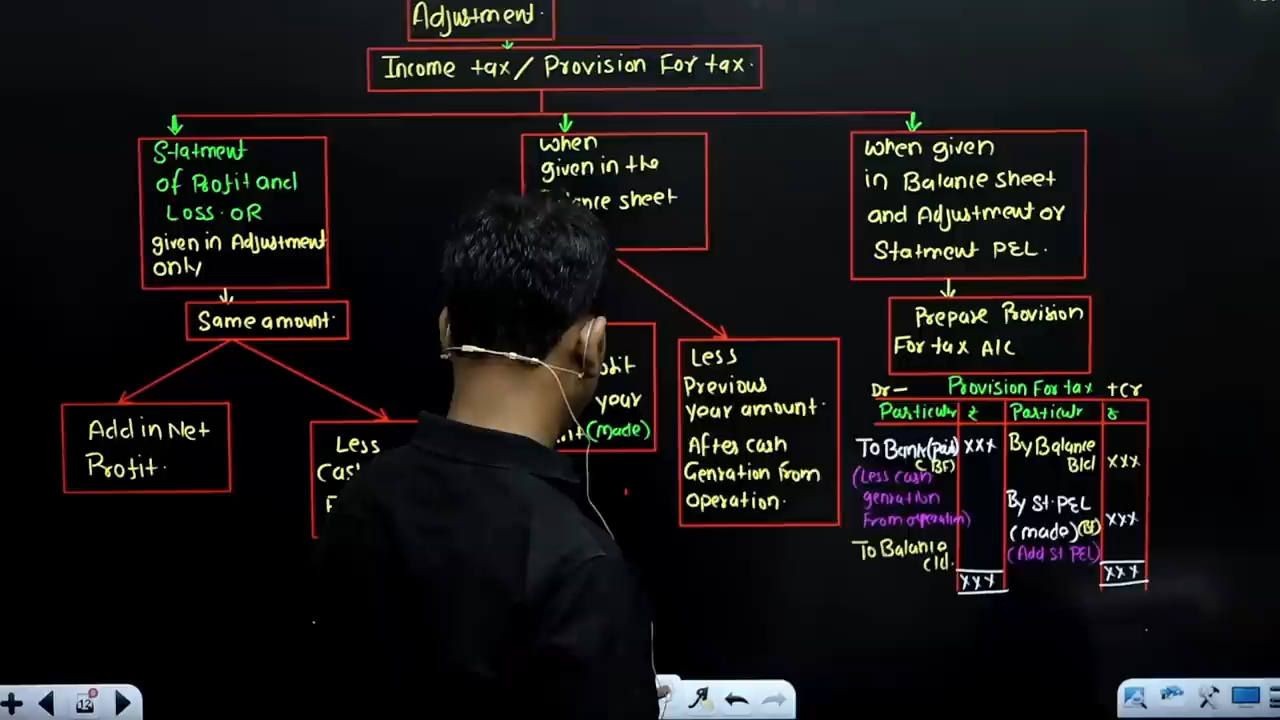 Adjustment.
Income tax / Provision For tax.
Statment
of Profit and
Loss. OR
given in Adjustment
only
Same amount.
Add in Net
Profit.
Less
When
given in the
sheet
year
(made)
Less
Previous
year amount.
After cash
Genration From
operation.
When given
in Balance sheet
and Adjustment or
Statment P&L.
Prepare Provision
For tax A/C
Dr - Provision For tax + Cr
Particular ₹ Particular ₹
To Bank (paid) xxx
(BF)
(Less cash
genration
From operation)
To Balance
c/d.
xxx
By Balance
B/d xxx
By St. P&L
(made) (BF) xxx
(Add St P&L)
xxx
12